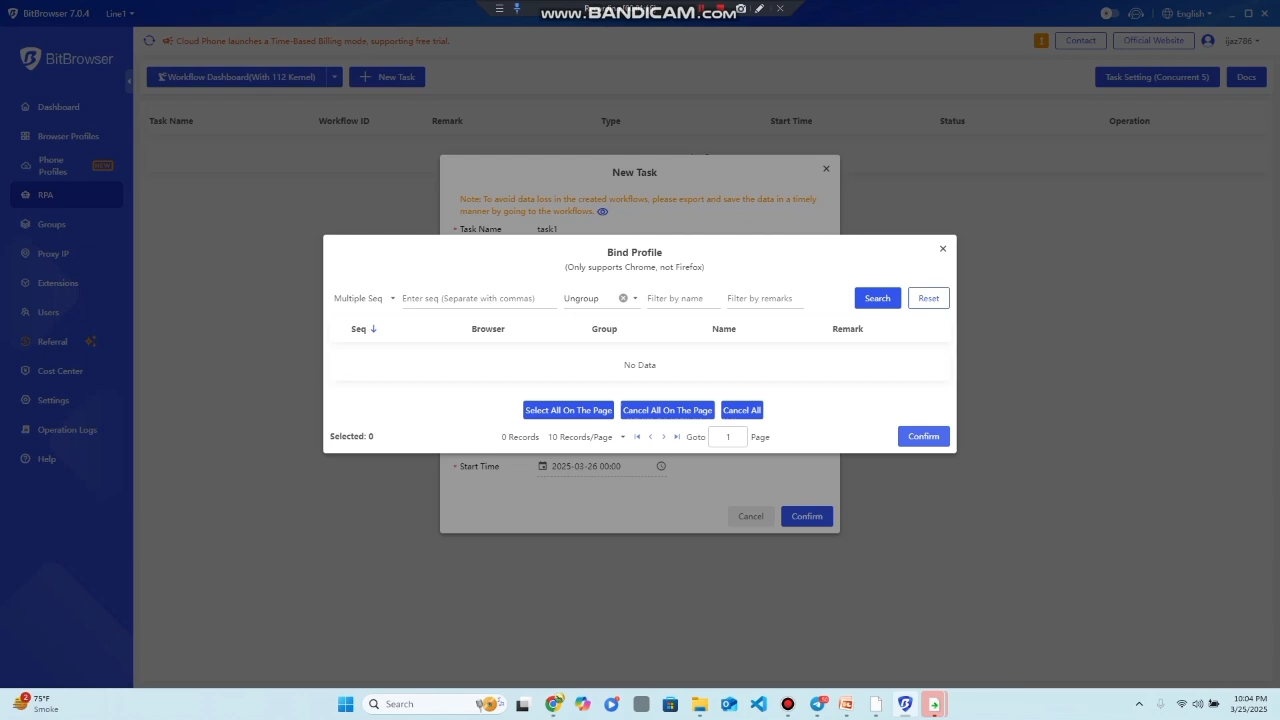 BitBrowser 7.0.4 Line1
www.BANDICAM.com
English
BitBrowser
Cloud Phone launches a Time-Based Billing mode, supporting free trial.
Contact
Official Website
ijaz786
Workflow Dashboard(With 112 Kernel)
New Task
Task Setting (Concurrent 5)
Docs
Dashboard
Browser Profiles
Phone Profiles
NEW
RPA
Groups
Proxy IP
Extensions
Users
Referral
Cost Center
Settings
Operation Logs
Help
Task Name Workflow ID Remark Type Start Time Status Operation
New Task
Note: To avoid data loss in the created workflows, please export and save the data in a timely
manner by going to the workflows.
* Task Name task1
Bind Profile
(Only supports Chrome, not Firefox)
Multiple Seq Enter seq (Separate with commas) Ungroup Filter by name Filter by remarks Search Reset
Seq Browser Group Name Remark
No Data
Select All On The Page Cancel All On The Page Cancel All
Selected: 0 0 Records 10 Records/Page Goto 1 Page Confirm
* Start Time 2025-03-26 00:00
Cancel Confirm
2
75°F
Smoke
Search
10:04 PM
3/25/2025